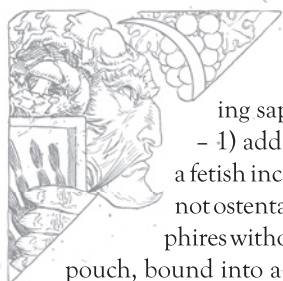 ing sap
– 1) add
a fetish inc
not ostenta
phires witho
pouch, bound into a